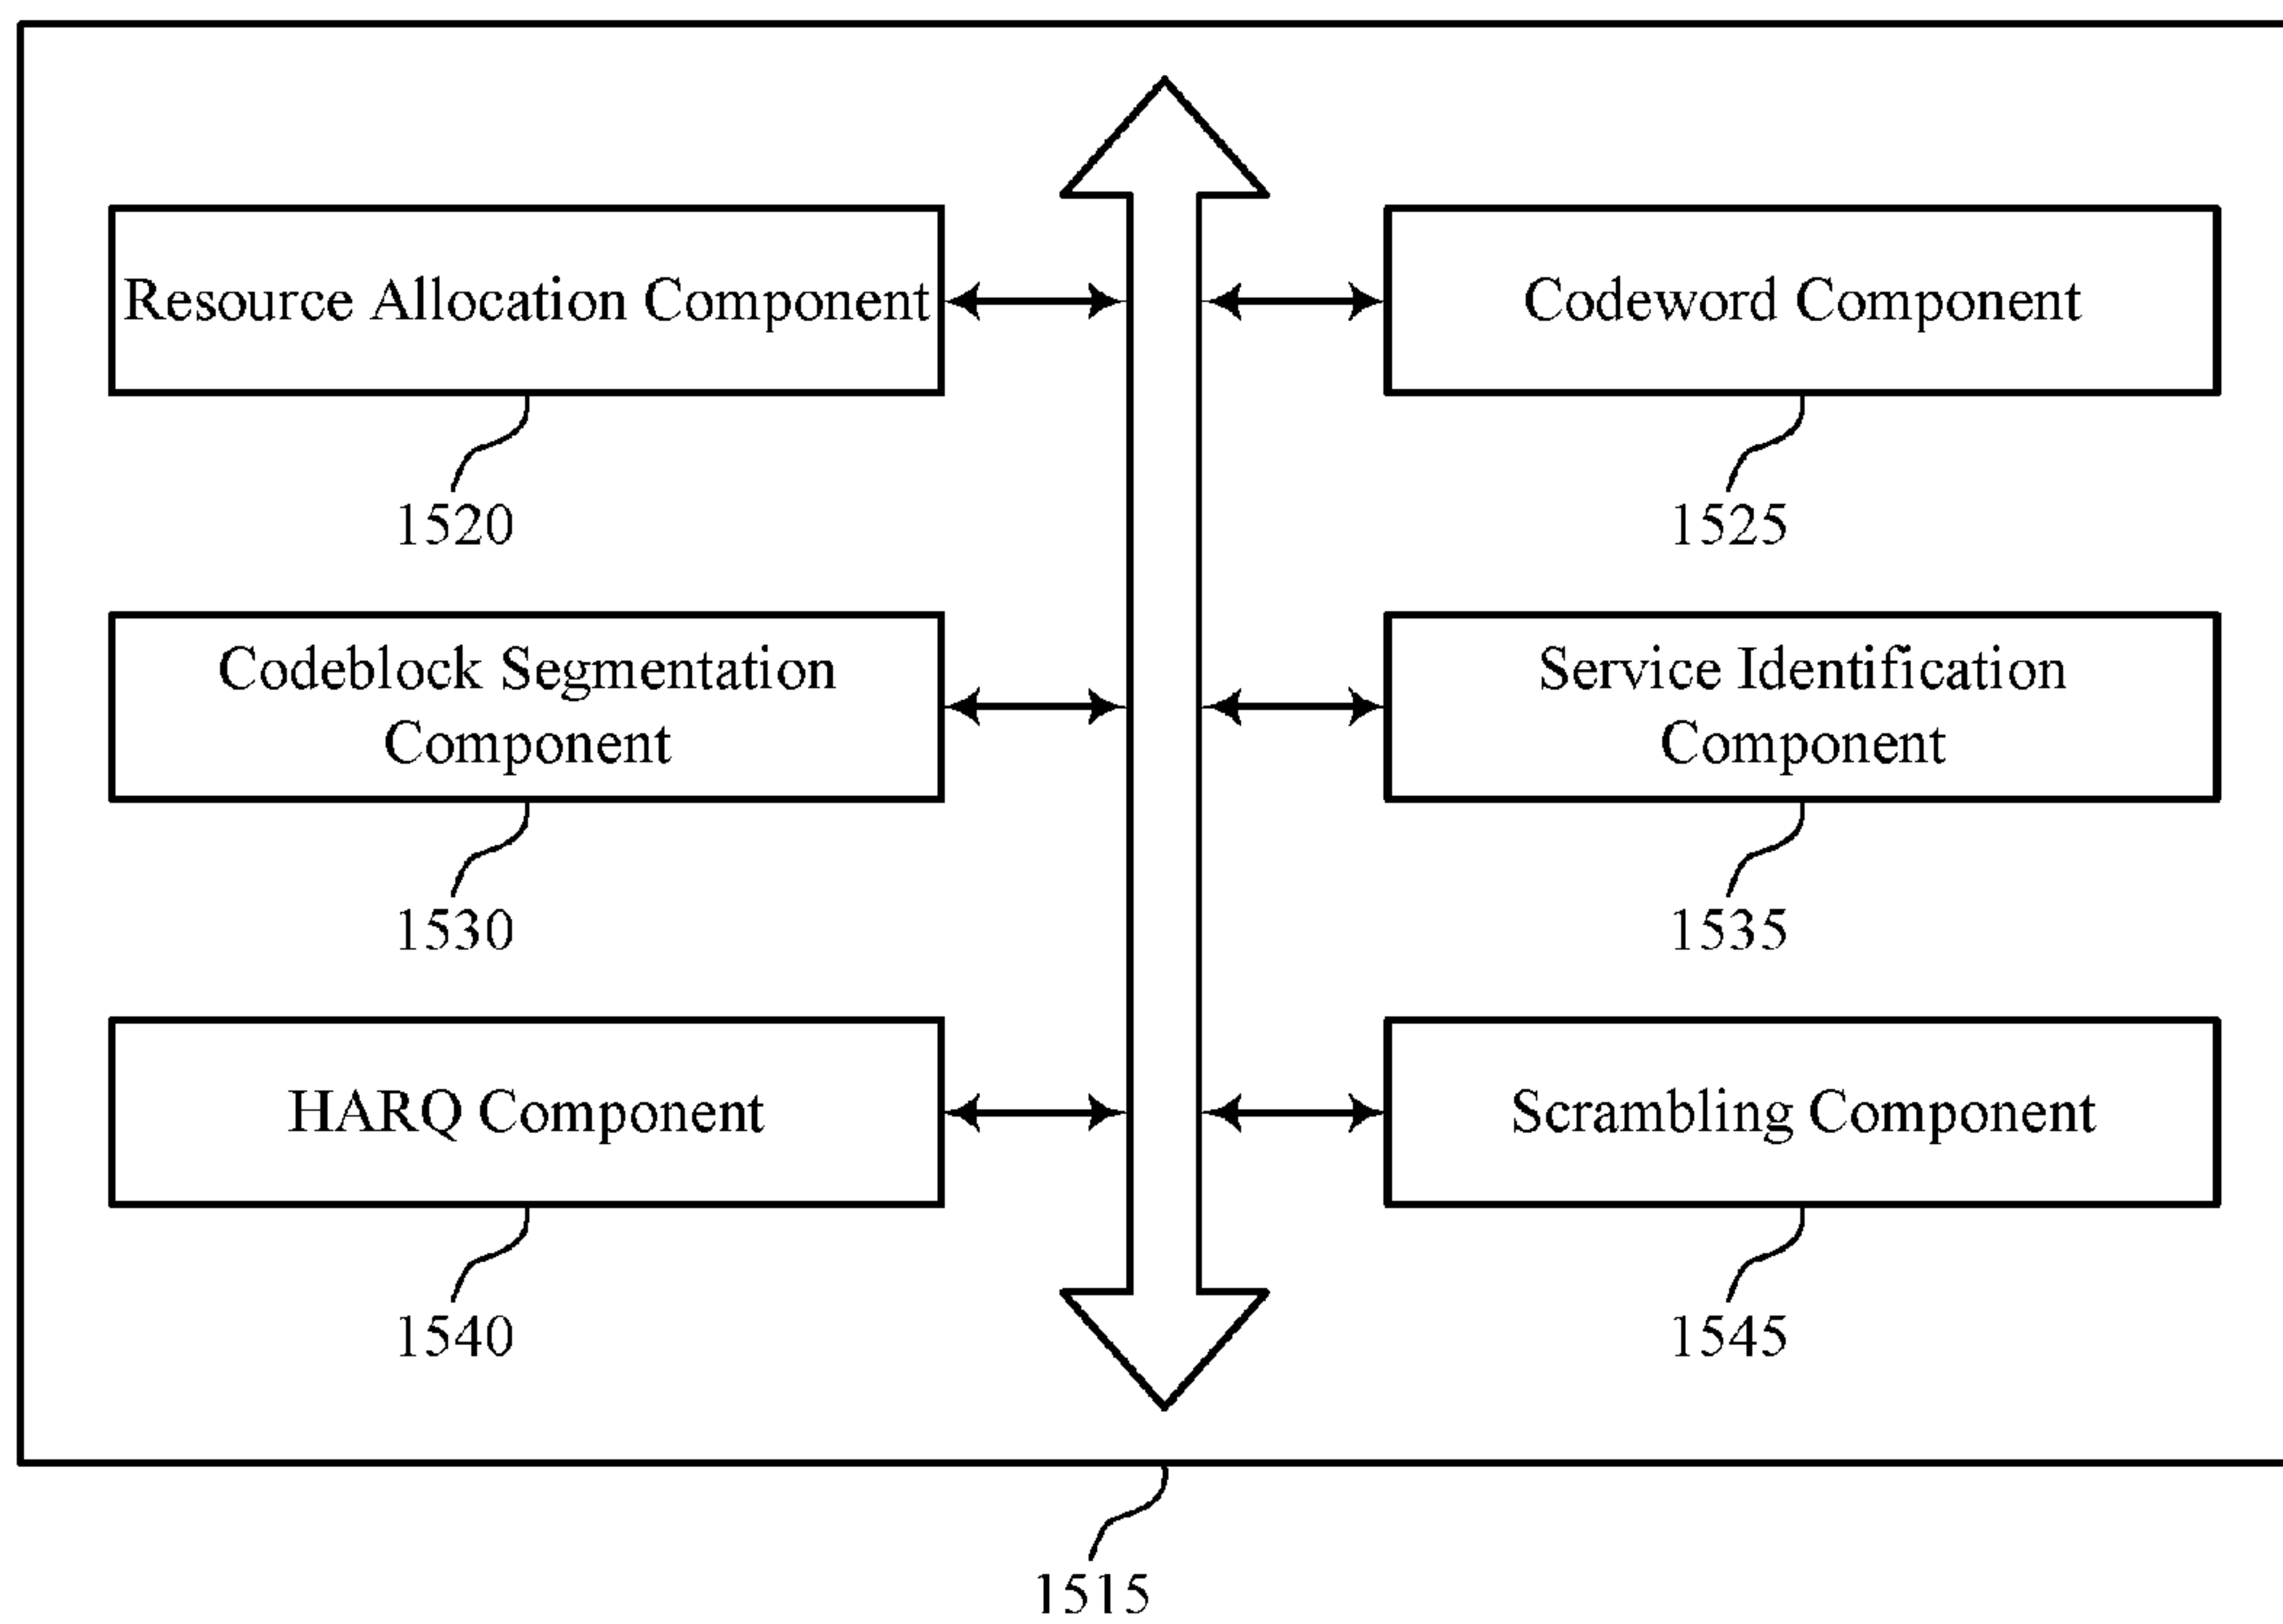 Resource Allocation Component
Codeword Component
1520
1525
Codeblock Segmentation
Component
Service Identification
Component
1530
1535
HARQ Component
Scrambling Component
1540
1545
1515